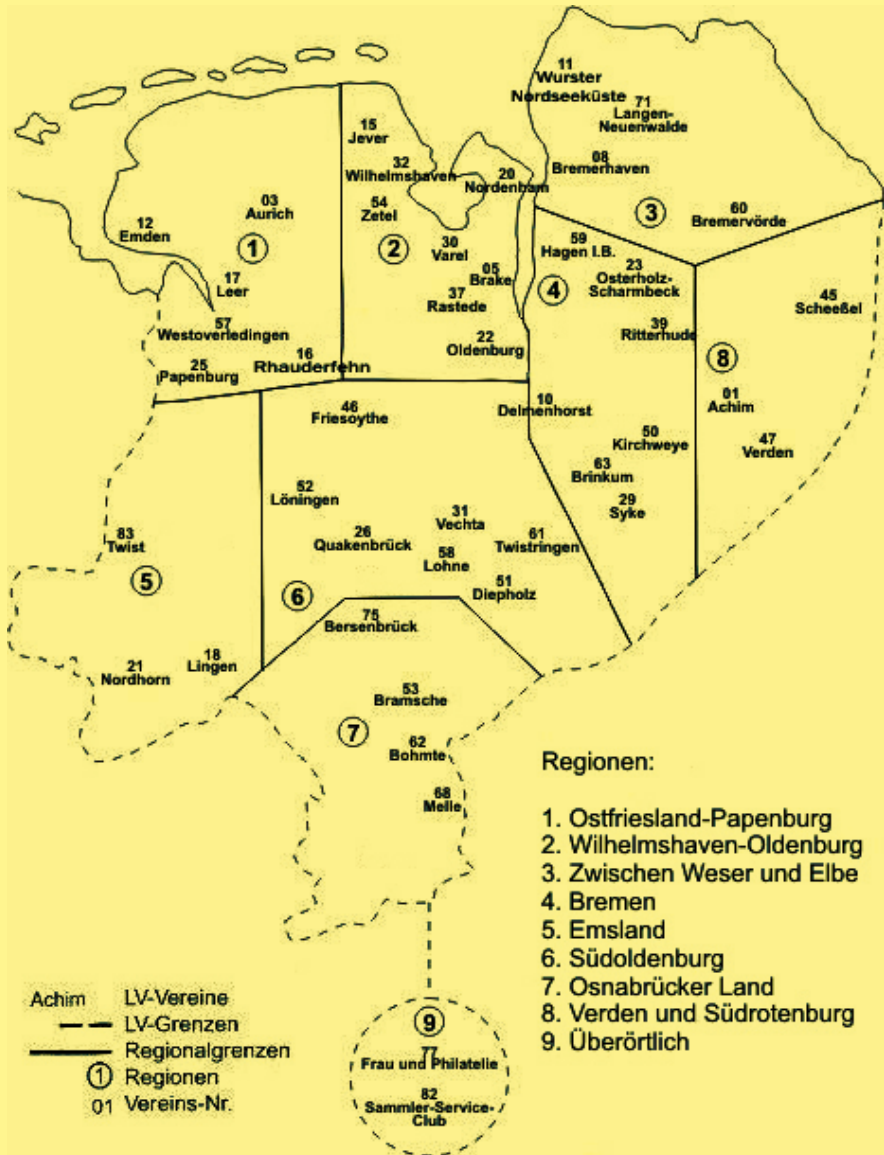 11
Wurster
Nordseeküste
71
Langen-
Neuenwalde
15
Jever
08
Bremerhaven
32
Wilhelmshaven
20
Nordenham
03
Aurich
54
Zetel
3
60
Bremervörde
12
Emden
1
2
30
Varel
59
Hagen I.B.
05
Brake
4
23
Osterholz-
Scharmbeck
17
Leer
37
Rastede
45
Scheeßel
57
Westoverledingen
39
Ritterhude
22
Oldenburg
16
Rhauderfehn
25
Papenburg
8
01
Achim
46
Friesoythe
10
Delmenhorst
50
Kirchweye
47
Verden
63
Brinkum
52
Löningen
29
Syke
31
Vechta
26
Quakenbrück
61
Twistringen
83
Twist
58
Lohne
5
6
51
Diepholz
75
Bersenbrück
21
Nordhorn
18
Lingen
53
Bramsche
7
62
Bohmte
68
Melle
Regionen:
1. Ostfriesland-Papenburg
2. Wilhelmshaven-Oldenburg
3. Zwischen Weser und Elbe
4. Bremen
5. Emsland
6. Südoldenburg
7. Osnabrücker Land
8. Verden und Südrotenburg
9. Überörtlich
Achim LV-Vereine
LV-Grenzen
Regionalgrenzen
1 Regionen
01 Vereins-Nr.
9
77
Frau und Philatelie
82
Sammler-Service-
Club